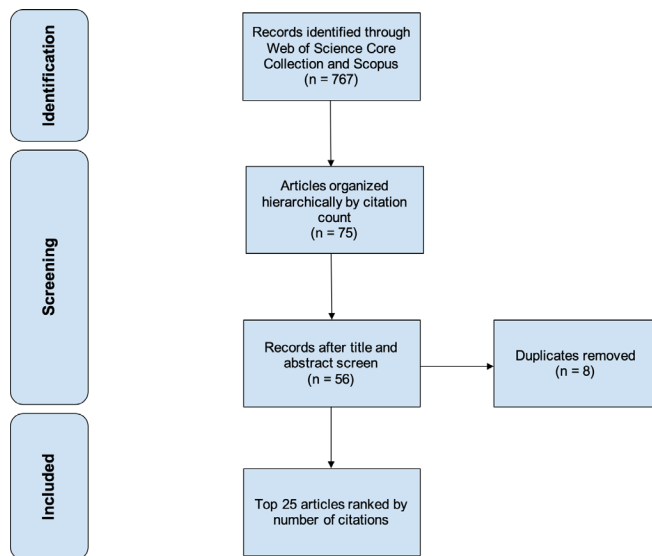 Identification
Records identified through
Web of Science Core
Collection and Scopus
(n = 767)
Screening
Articles organized
hierarchically by citation
count
(n = 75)
Records after title and
abstract screen
(n = 56)
Duplicates removed
(n = 8)
Included
Top 25 articles ranked by
number of citations